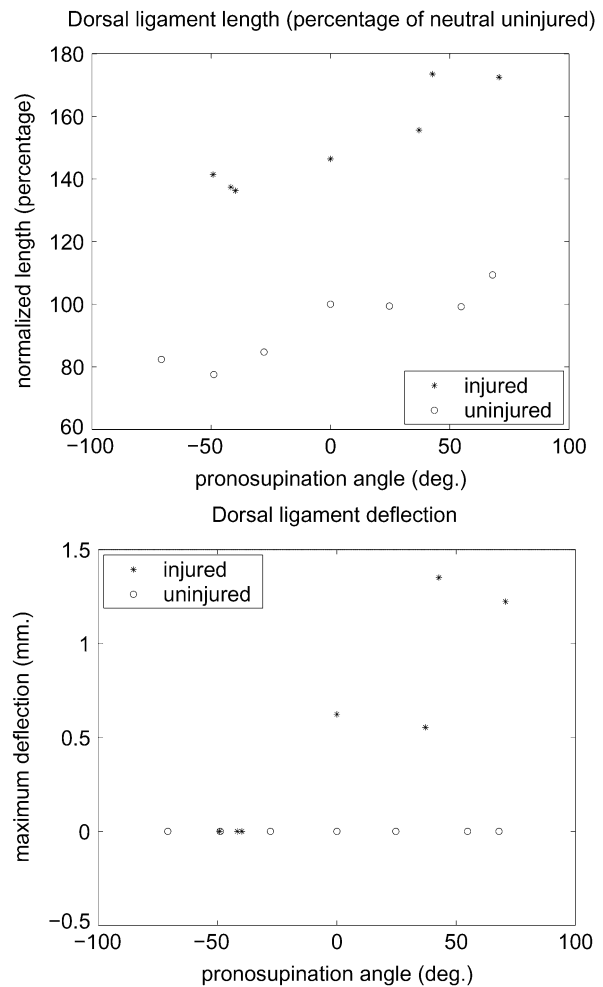 Dorsal ligament length (percentage of neutral uninjured)
180
160
140
120
100
80
60
normalized length (percentage)
injured
uninjured
−100
−50
0
50
100
pronosupination angle (deg.)
Dorsal ligament deflection
1.5
1
0.5
0
−0.5
maximum deflection (mm.)
injured
uninjured
−100
−50
0
50
100
pronosupination angle (deg.)